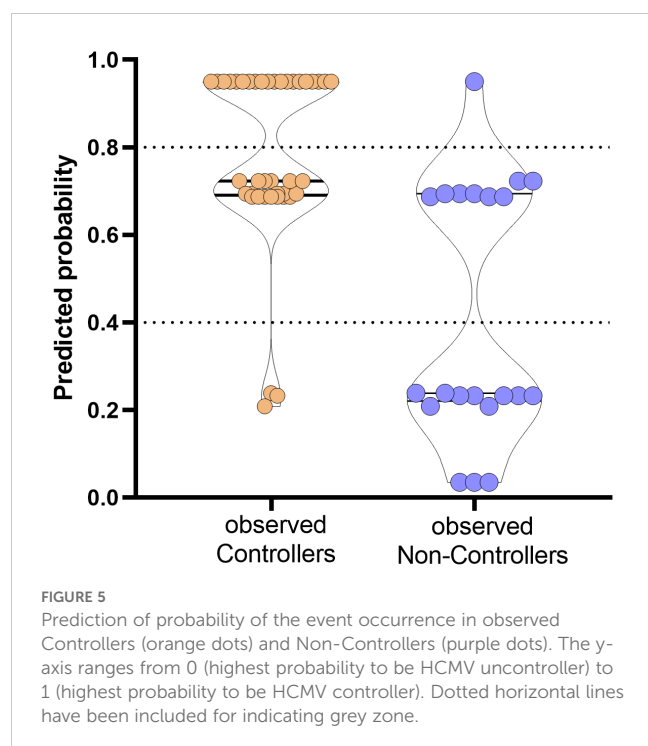 1.0
0.8
0.6
0.4
0.2
0.0
Predicted probability
observed
Controllers
observed
Non-Controllers
FIGURE 5
Prediction of probability of the event occurrence in observed
Controllers (orange dots) and Non-Controllers (purple dots). The y-
axis ranges from 0 (highest probability to be HCMV uncontroller) to
1 (highest probability to be HCMV controller). Dotted horizontal lines
have been included for indicating grey zone.